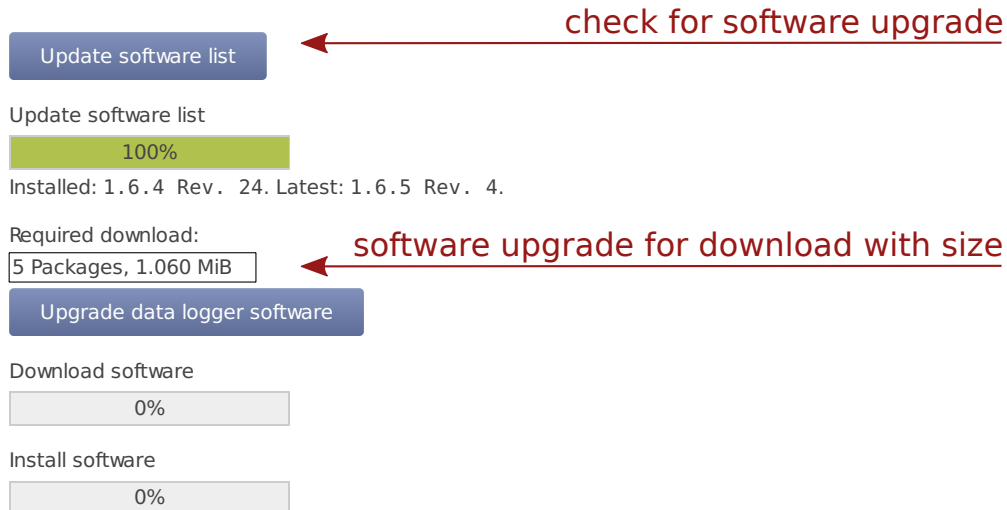 check for software upgrade
Update software list
Update software list
100%
Installed: 1.6.4 Rev. 24. Latest: 1.6.5 Rev. 4.
Required download:
software upgrade for download with size
5 Packages, 1.060 MiB
Upgrade data logger software
Download software
0%
Install software
0%